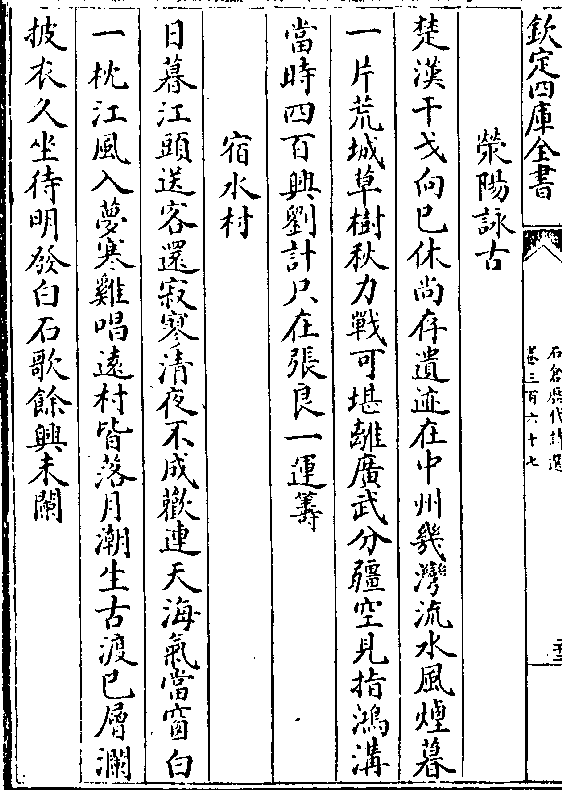 欽定四庫全書
石倉歷代詩選
卷三百六十七
滎陽詠古
楚漢干戈向已休尚存遺迹在中州幾灣流水風煙暮
一片荒城草樹秋力戰可堪離廣武分疆空見指鴻溝
當時四百興劉計只在張良一運籌
宿水村
日暮江頭送客還寂寥清夜不成歡連天海氣當窗白
一枕江風入夢寒雞唱遠村皆落月潮生古渡已層瀾
披衣久坐待明發白石歌餘興未闌